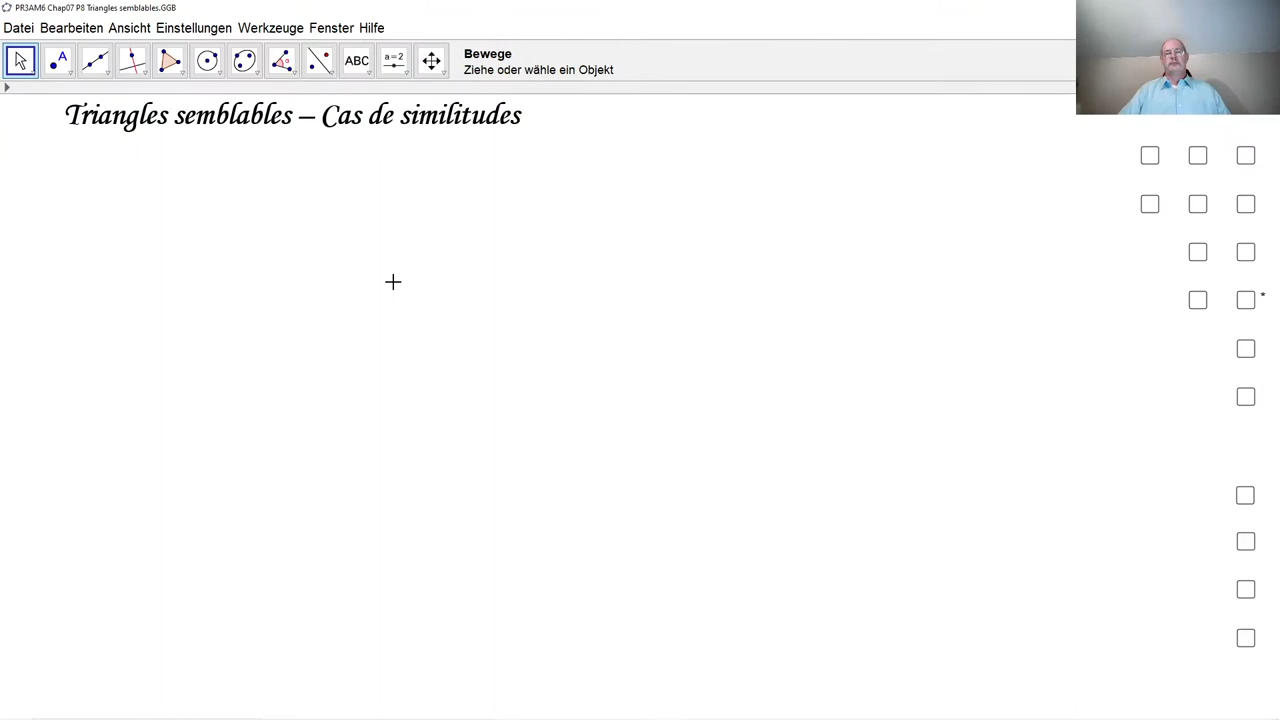 PR3AM6 Chap07 P8 Triangles semblables.GGB
Datei Bearbeiten Ansicht Einstellungen Werkzeuge Fenster Hilfe
A
ABC
a=2
Bewege
Ziehe oder wähle ein Objekt
Triangles semblables – Cas de similitudes
*